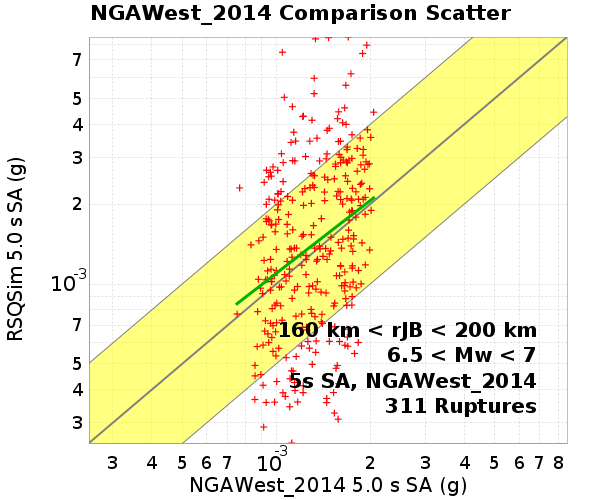 NGAWest_2014 Comparison Scatter
RSQSim 5.0 s SA (g)
7
5
4
3
2
10^-3
7
5
4
3
160 km < rJB < 200 km
6.5 < Mw < 7
5s SA, NGAWest_2014
311 Ruptures
3 4 5 6 7 10^-3 2 3 4 5 6 7 8
NGAWest_2014 5.0 s SA (g)